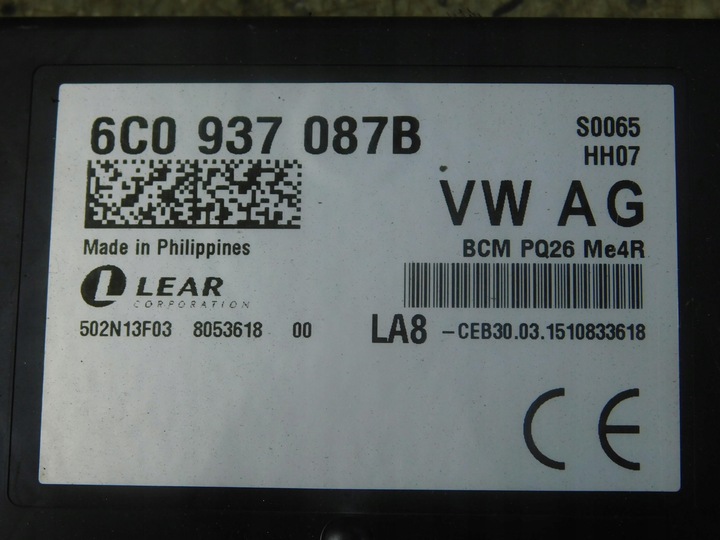 6C0 937 087B
S0065
HH07
VW AG
Made in Philippines
BCM PQ26 Me4R
LEAR
CORPORATION
502N13F03 8053618 00
LA8 -CEB30.03.1510833618
CE